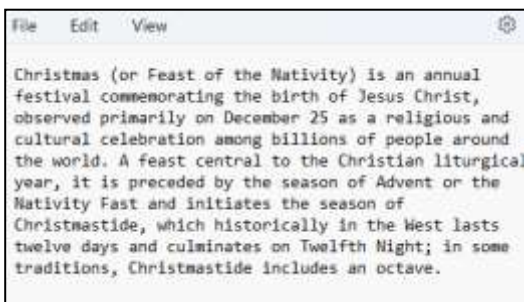 File Edit View
Christmas (or Feast of the Nativity) is an annual
festival commemorating the birth of Jesus Christ,
observed primarily on December 25 as a religious and
cultural celebration among billions of people around
the world. A feast central to the Christian liturgical
year, it is preceded by the season of Advent or the
Nativity Fast and initiates the season of
Christmastide, which historically in the West lasts
twelve days and culminates on Twelfth Night; in some
traditions, Christmastide includes an octave.